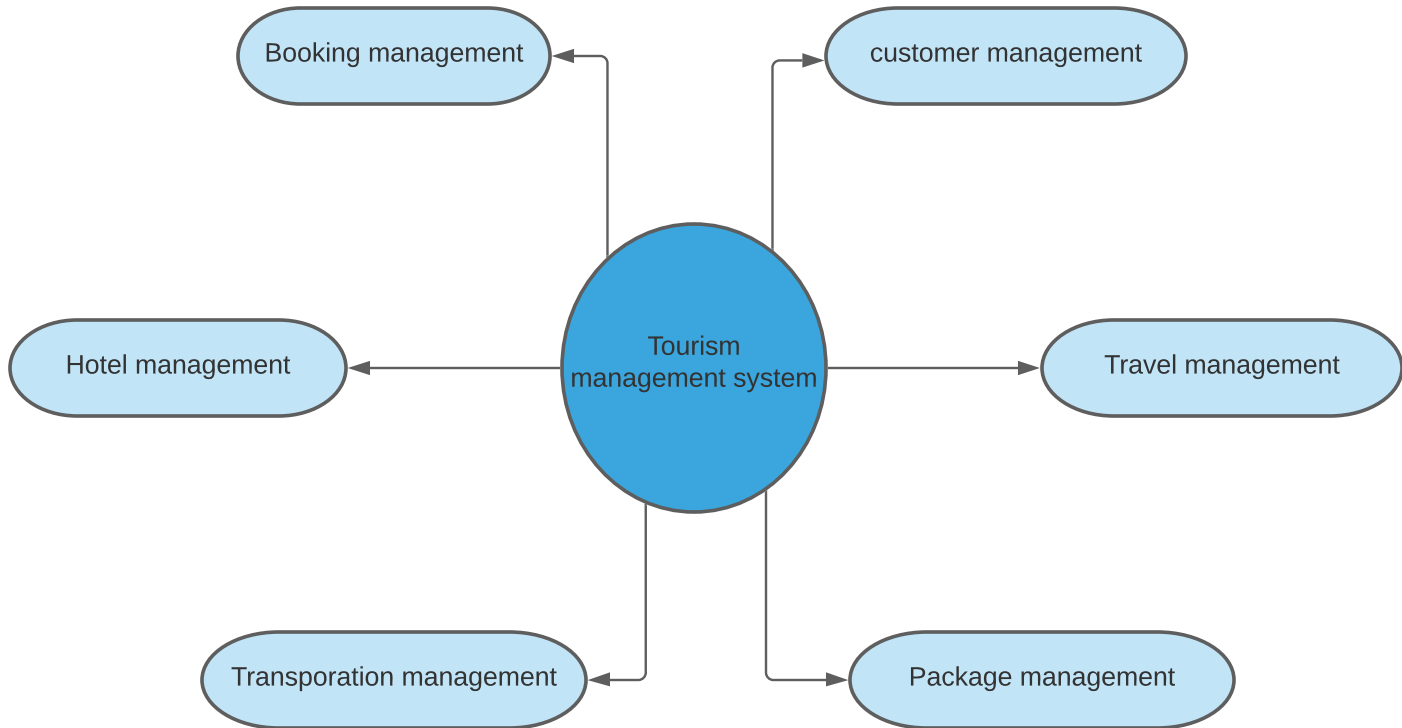 Booking management
customer management
Hotel management
Tourism
management system
Travel management
Transporation management
Package management